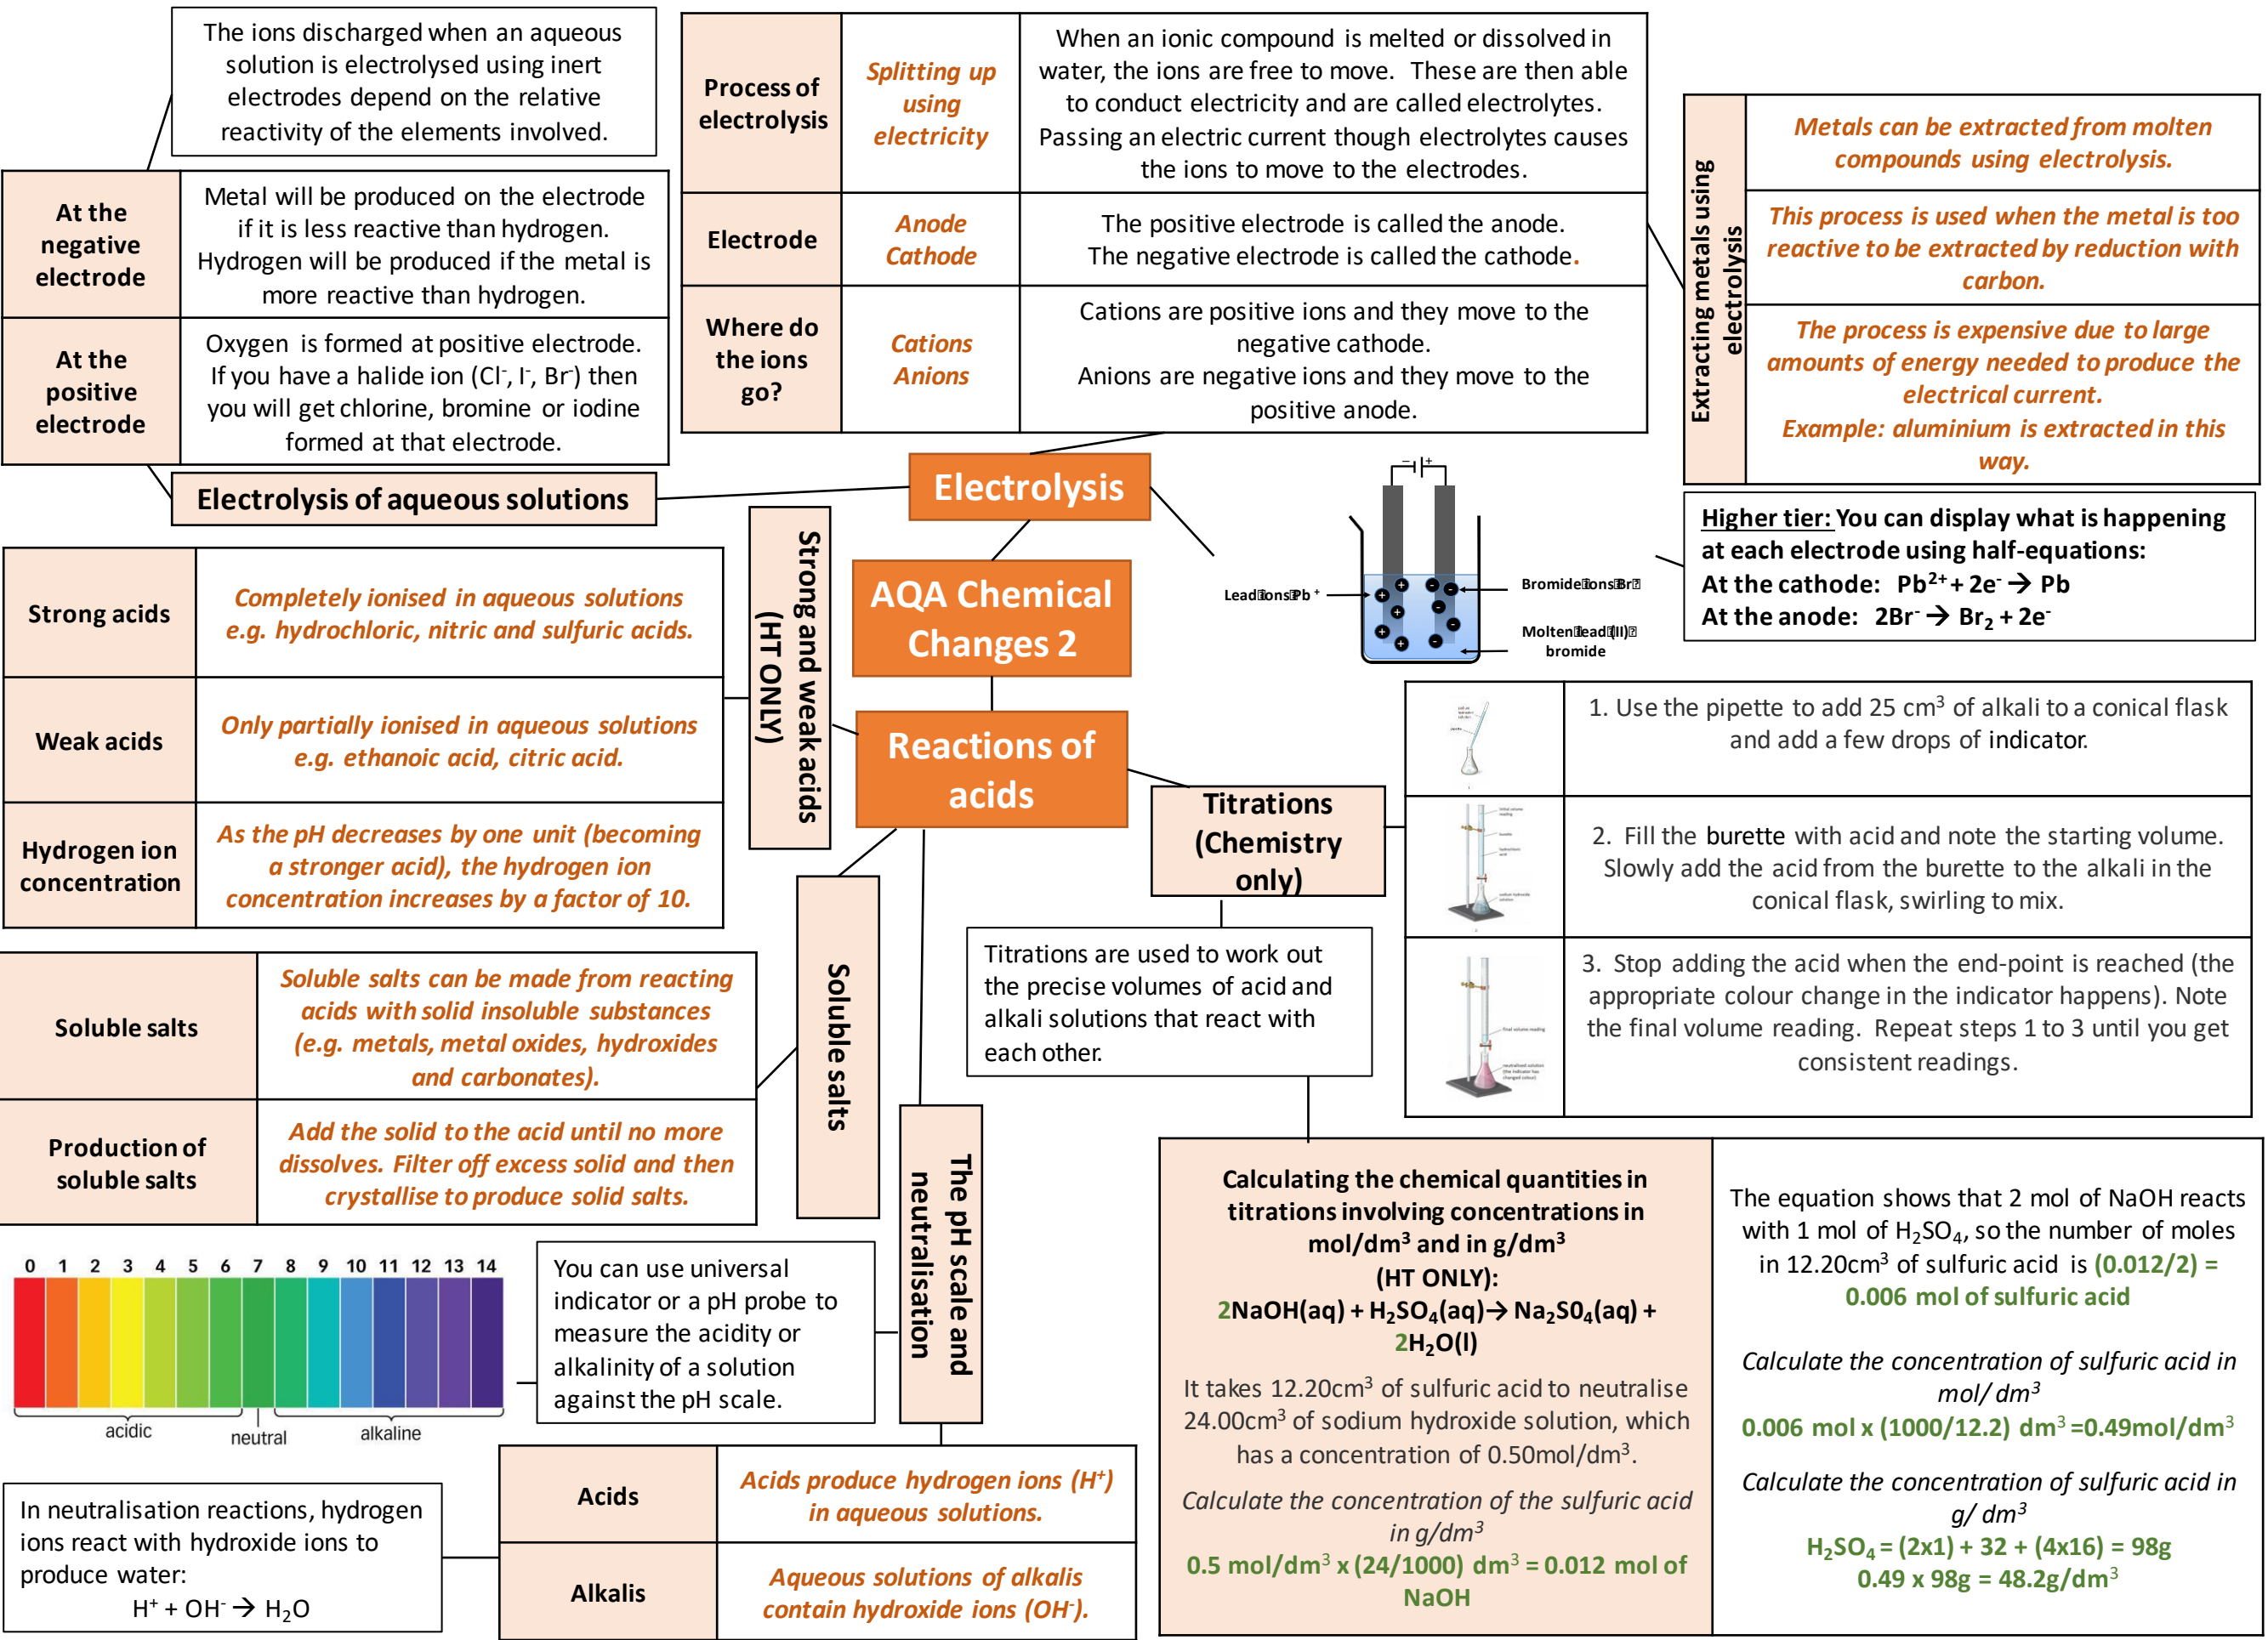 The ions discharged when an aqueous
solution is electrolysed using inert
electrodes depend on the relative
reactivity of the elements involved.
At the
negative
electrode
Metal will be produced on the electrode
if it is less reactive than hydrogen.
Hydrogen will be produced if the metal is
more reactive than hydrogen.
At the
positive
electrode
Oxygen is formed at positive electrode.
If you have a halide ion (Cl⁻, I⁻, Br⁻) then
you will get chlorine, bromine or iodine
formed at that electrode.
Electrolysis of aqueous solutions
Process of
electrolysis
Splitting up
using
electricity
When an ionic compound is melted or dissolved in
water, the ions are free to move. These are then able
to conduct electricity and are called electrolytes.
Passing an electric current though electrolytes causes
the ions to move to the electrodes.
Electrode
Anode
Cathode
The positive electrode is called the anode.
The negative electrode is called the cathode.
Where do
the ions
go?
Cations
Anions
Cations are positive ions and they move to the
negative cathode.
Anions are negative ions and they move to the
positive anode.
Extracting metals using
electrolysis
Metals can be extracted from molten
compounds using electrolysis.
This process is used when the metal is too
reactive to be extracted by reduction with
carbon.
The process is expensive due to large
amounts of energy needed to produce the
electrical current.
Example: aluminium is extracted in this
way.
Electrolysis
AQA Chemical
Changes 2
Reactions of
acids
Lead ions Pb⁺
Bromide ions Br
Molten lead (II)
bromide
Higher tier: You can display what is happening
at each electrode using half-equations:
At the cathode: Pb²⁺ + 2e⁻ → Pb
At the anode: 2Br⁻ → Br₂ + 2e⁻
Strong and weak acids
(HT ONLY)
Strong acids
Completely ionised in aqueous solutions
e.g. hydrochloric, nitric and sulfuric acids.
Weak acids
Only partially ionised in aqueous solutions
e.g. ethanoic acid, citric acid.
Hydrogen ion
concentration
As the pH decreases by one unit (becoming
a stronger acid), the hydrogen ion
concentration increases by a factor of 10.
Soluble salts
Soluble salts
Soluble salts can be made from reacting
acids with solid insoluble substances
(e.g. metals, metal oxides, hydroxides
and carbonates).
Production of
soluble salts
Add the solid to the acid until no more
dissolves. Filter off excess solid and then
crystallise to produce solid salts.
Titrations
(Chemistry
only)
Titrations are used to work out
the precise volumes of acid and
alkali solutions that react with
each other.
1. Use the pipette to add 25 cm³ of alkali to a conical flask
and add a few drops of indicator.
2. Fill the burette with acid and note the starting volume.
Slowly add the acid from the burette to the alkali in the
conical flask, swirling to mix.
3. Stop adding the acid when the end-point is reached (the
appropriate colour change in the indicator happens). Note
the final volume reading. Repeat steps 1 to 3 until you get
consistent readings.
The pH scale and
neutralisation
0 1 2 3 4 5 6 7 8 9 10 11 12 13 14
acidic
neutral
alkaline
You can use universal
indicator or a pH probe to
measure the acidity or
alkalinity of a solution
against the pH scale.
In neutralisation reactions, hydrogen
ions react with hydroxide ions to
produce water:
H⁺ + OH⁻ → H₂O
Acids
Acids produce hydrogen ions (H⁺)
in aqueous solutions.
Alkalis
Aqueous solutions of alkalis
contain hydroxide ions (OH⁻).
Calculating the chemical quantities in
titrations involving concentrations in
mol/dm³ and in g/dm³
(HT ONLY):
2NaOH(aq) + H₂SO₄(aq)→ Na₂S0₄(aq) +
2H₂O(l)
It takes 12.20cm³ of sulfuric acid to neutralise
24.00cm³ of sodium hydroxide solution, which
has a concentration of 0.50mol/dm³.
Calculate the concentration of the sulfuric acid
in g/dm³
0.5 mol/dm³ x (24/1000) dm³ = 0.012 mol of
NaOH
The equation shows that 2 mol of NaOH reacts
with 1 mol of H₂SO₄, so the number of moles
in 12.20cm³ of sulfuric acid is (0.012/2) =
0.006 mol of sulfuric acid
Calculate the concentration of sulfuric acid in
mol/ dm³
0.006 mol x (1000/12.2) dm³ =0.49mol/dm³
Calculate the concentration of sulfuric acid in
g/ dm³
H₂SO₄ = (2x1) + 32 + (4x16) = 98g
0.49 x 98g = 48.2g/dm³